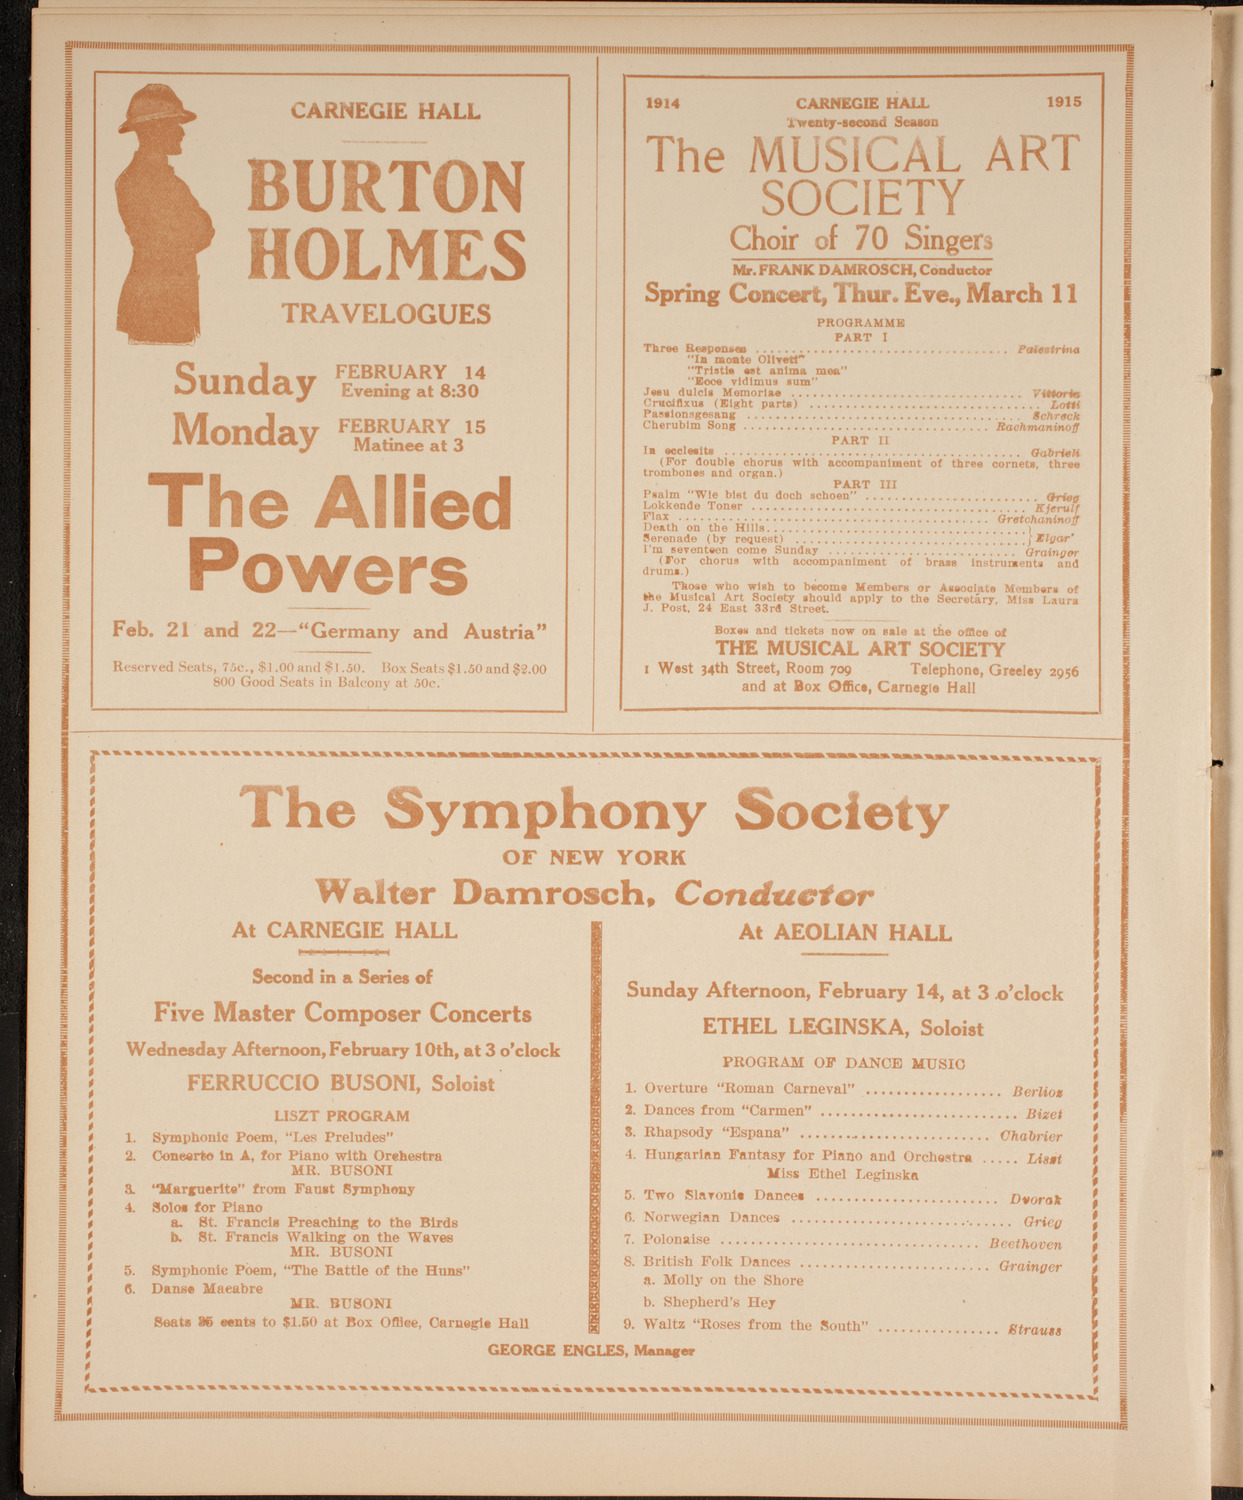 CARNEGIE HALL
BURTON
HOLMES
TRAVELOGUES
Sunday FEBRUARY 14
Evening at 8:30
Monday FEBRUARY 15
Matinee at 3
The Allied
Powers
Feb. 21 and 22—“Germany and Austria”
Reserved Seats, 75c., $1.00 and $1.50. Box Seats $1.50 and $2.00
800 Good Seats in Balcony at 50c.
1914 CARNEGIE HALL 1915
Twenty-second Season
The MUSICAL ART
SOCIETY
Choir of 70 Singers
Mr. FRANK DAMROSCH, Conductor
Spring Concert, Thur. Eve., March 11
PROGRAMME
PART I
Three Responses ........ Palestrina
“In monte Oliveti”
“Tristis est anima mea”
“Ecce vidimus eum”
Jesu dulcis Memoriae ........ Vittoria
Crucifixus (Eight parts) ........ Lotti
Passionsgesang ........ Schreck
Cherubim Song ........ Rachmaninoff
PART II
In ecclesiis ........ Gabrieli
(For double chorus with accompaniment of three cornets, three
trombones and organ.)
PART III
Psalm “Wie bist du doch schoen” ........ Grieg
Lokkende Toner ........ Kjerulf
Flax ........ Gretchaninoff
Death on the Hills ........
Serenade (by request) ........ } Elgar
I'm seventeen come Sunday ........ Grainger
(For chorus with accompaniment of brass instruments and
drums.)
Those who wish to become Members or Associate Members of
the Musical Art Society should apply to the Secretary, Miss Laura
J. Post, 24 East 33rd Street.
Boxes and tickets now on sale at the office of
THE MUSICAL ART SOCIETY
1 West 34th Street, Room 709 Telephone, Greeley 2956
and at Box Office, Carnegie Hall
The Symphony Society
OF NEW YORK
Walter Damrosch, Conductor
At CARNEGIE HALL
Second in a Series of
Five Master Composer Concerts
Wednesday Afternoon, February 10th, at 3 o'clock
FERRUCCIO BUSONI, Soloist
LISZT PROGRAM
1. Symphonic Poem, “Les Preludes”
2. Concerto in A, for Piano with Orchestra
MR. BUSONI
3. “Marguerite” from Faust Symphony
4. Solos for Piano
a. St. Francis Preaching to the Birds
b. St. Francis Walking on the Waves
MR. BUSONI
5. Symphonic Poem, “The Battle of the Huns”
6. Danse Macabre
MR. BUSONI
Seats 35 cents to $1.50 at Box Office, Carnegie Hall
At AEOLIAN HALL
Sunday Afternoon, February 14, at 3 o'clock
ETHEL LEGINSKA, Soloist
PROGRAM OF DANCE MUSIC
1. Overture “Roman Carneval” ........ Berlioz
2. Dances from “Carmen” ........ Bizet
3. Rhapsody “Espana” ........ Chabrier
4. Hungarian Fantasy for Piano and Orchestra ..... Liszt
Miss Ethel Leginska
5. Two Slavonic Dances ........ Dvorak
6. Norwegian Dances ........ Grieg
7. Polonaise ........ Beethoven
8. British Folk Dances ........ Grainger
a. Molly on the Shore
b. Shepherd's Hey
9. Waltz “Roses from the South” ........ Strauss
GEORGE ENGLES, Manager